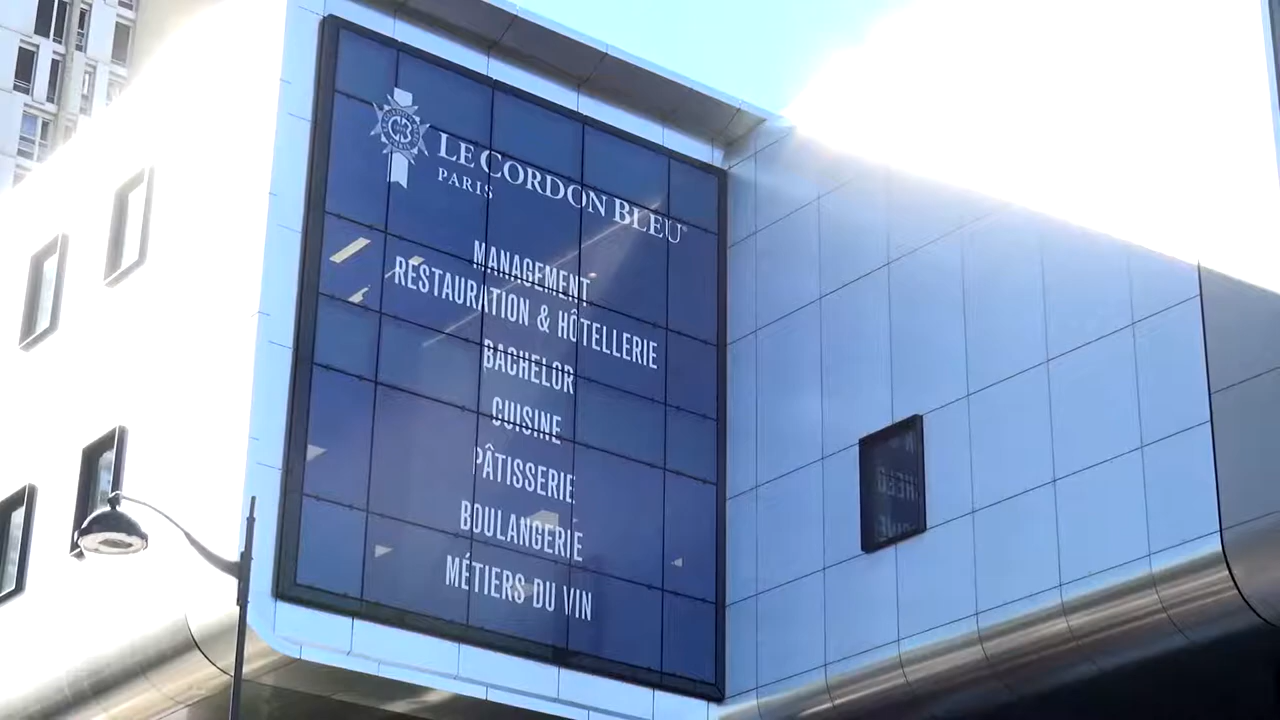 LE CORDON BLEU®
PARIS
MANAGEMENT
RESTAURATION & HÔTELLERIE
BACHELOR
CUISINE
PÂTISSERIE
BOULANGERIE
MÉTIERS DU VIN